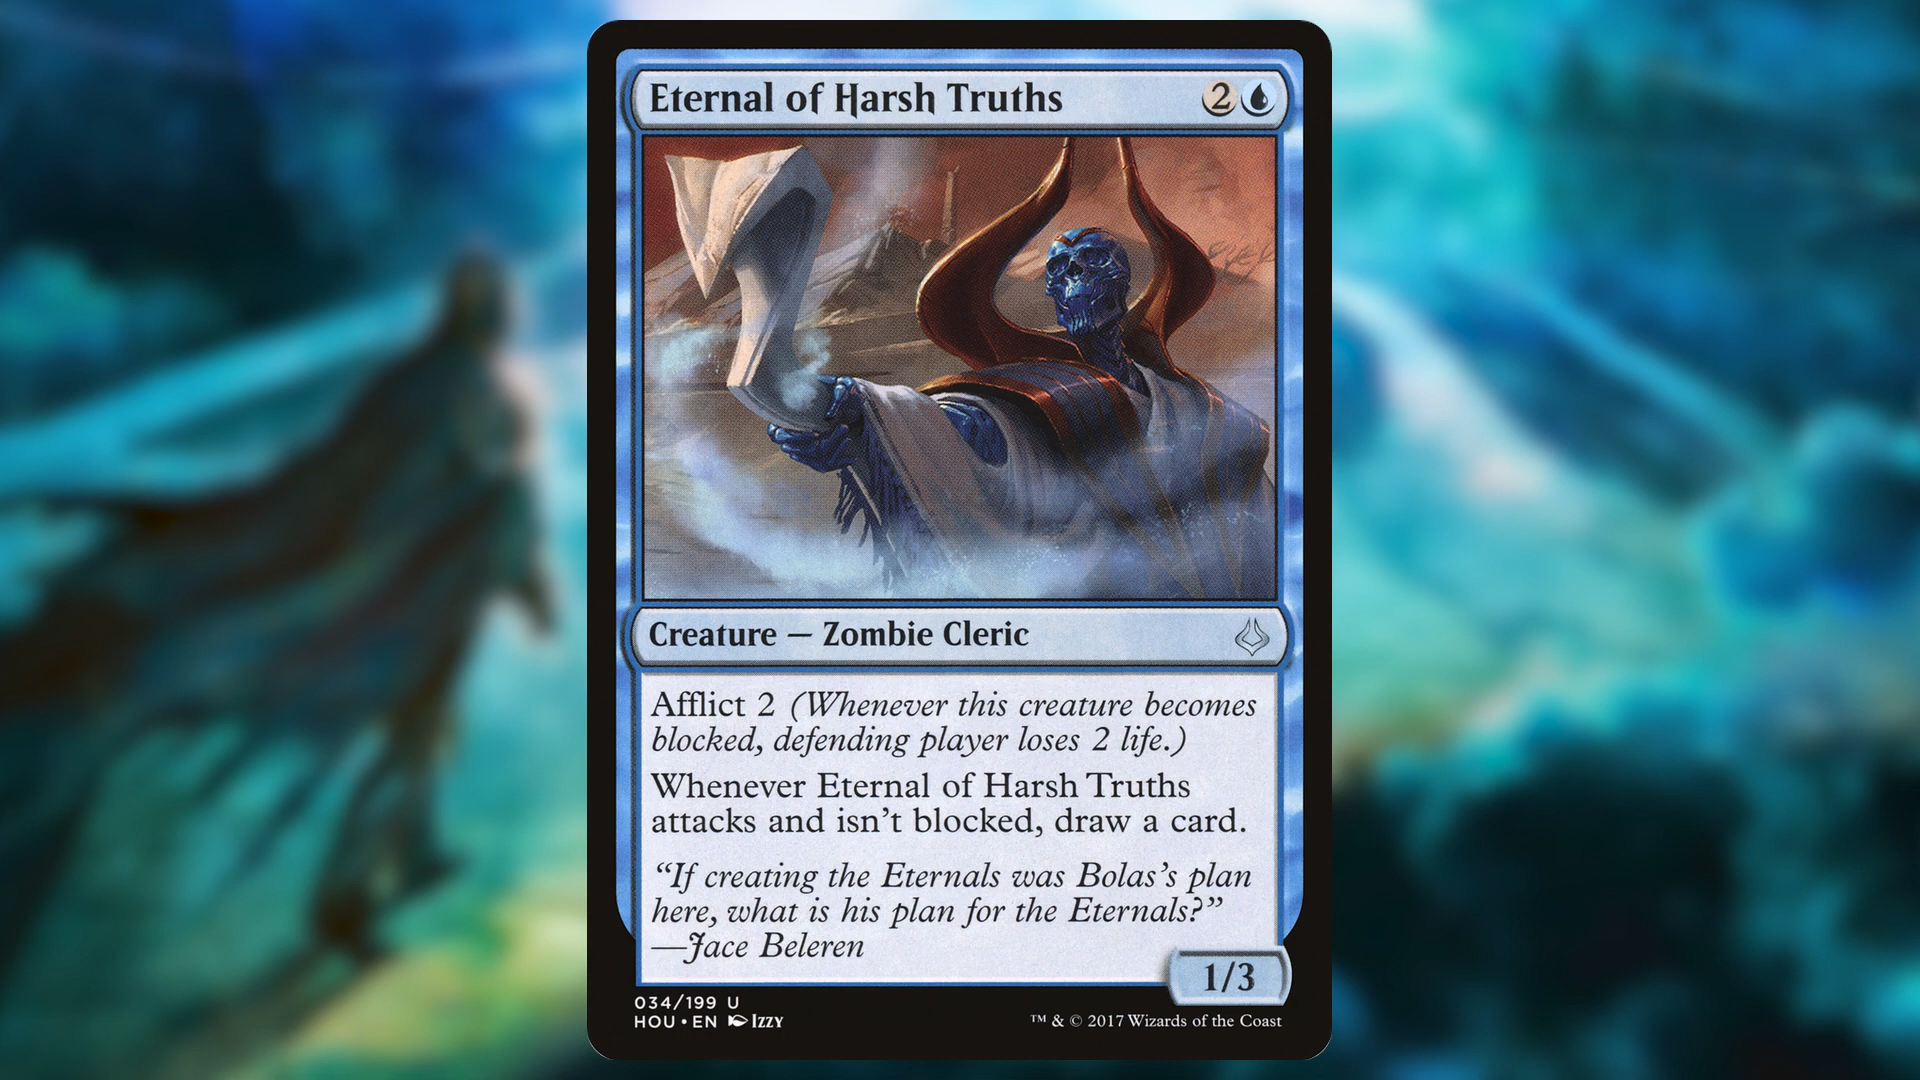 Eternal of Harsh Truths 2
Creature — Zombie Cleric
Afflict 2 (Whenever this creature becomes
blocked, defending player loses 2 life.)
Whenever Eternal of Harsh Truths
attacks and isn’t blocked, draw a card.
“If creating the Eternals was Bolas’s plan
here, what is his plan for the Eternals?”
—Jace Beleren
1/3
034/199 U
HOU • EN Izzy
™ & © 2017 Wizards of the Coast